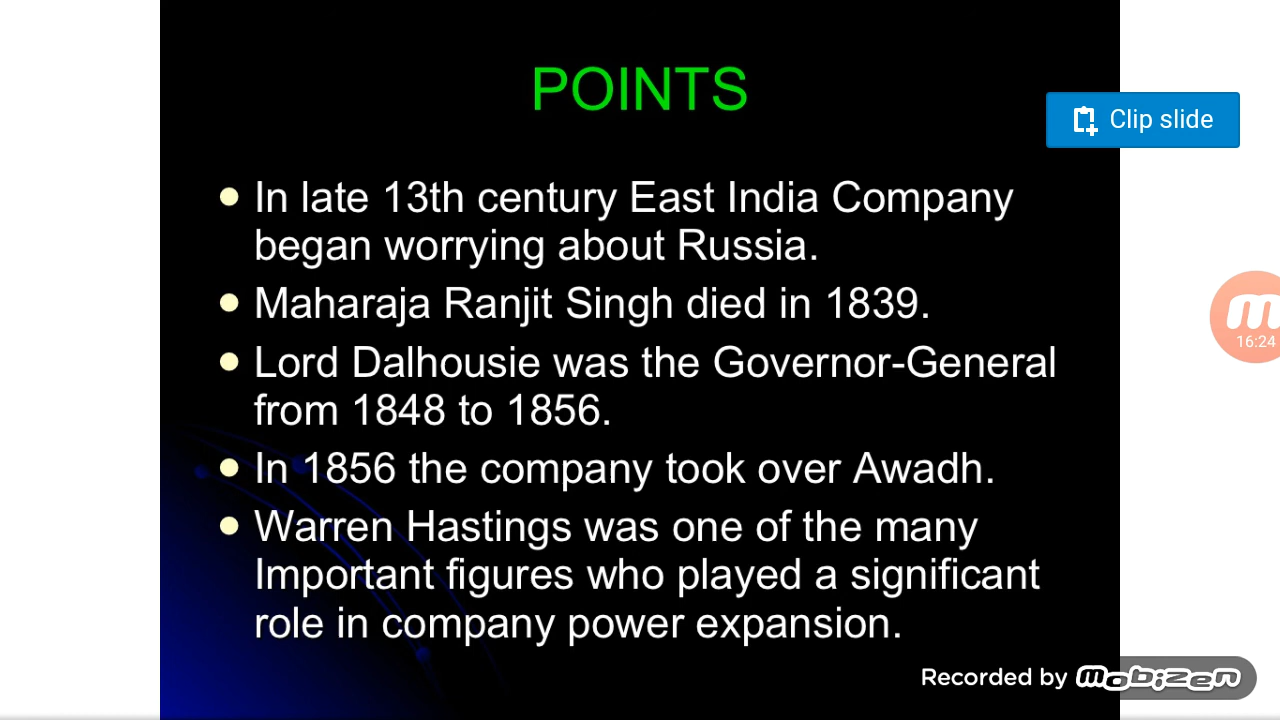 POINTS
Clip slide
In late 13th century East India Company
began worrying about Russia.
Maharaja Ranjit Singh died in 1839.
Lord Dalhousie was the Governor-General
from 1848 to 1856.
In 1856 the company took over Awadh.
Warren Hastings was one of the many
Important figures who played a significant
role in company power expansion.
16:24
Recorded by mobizen